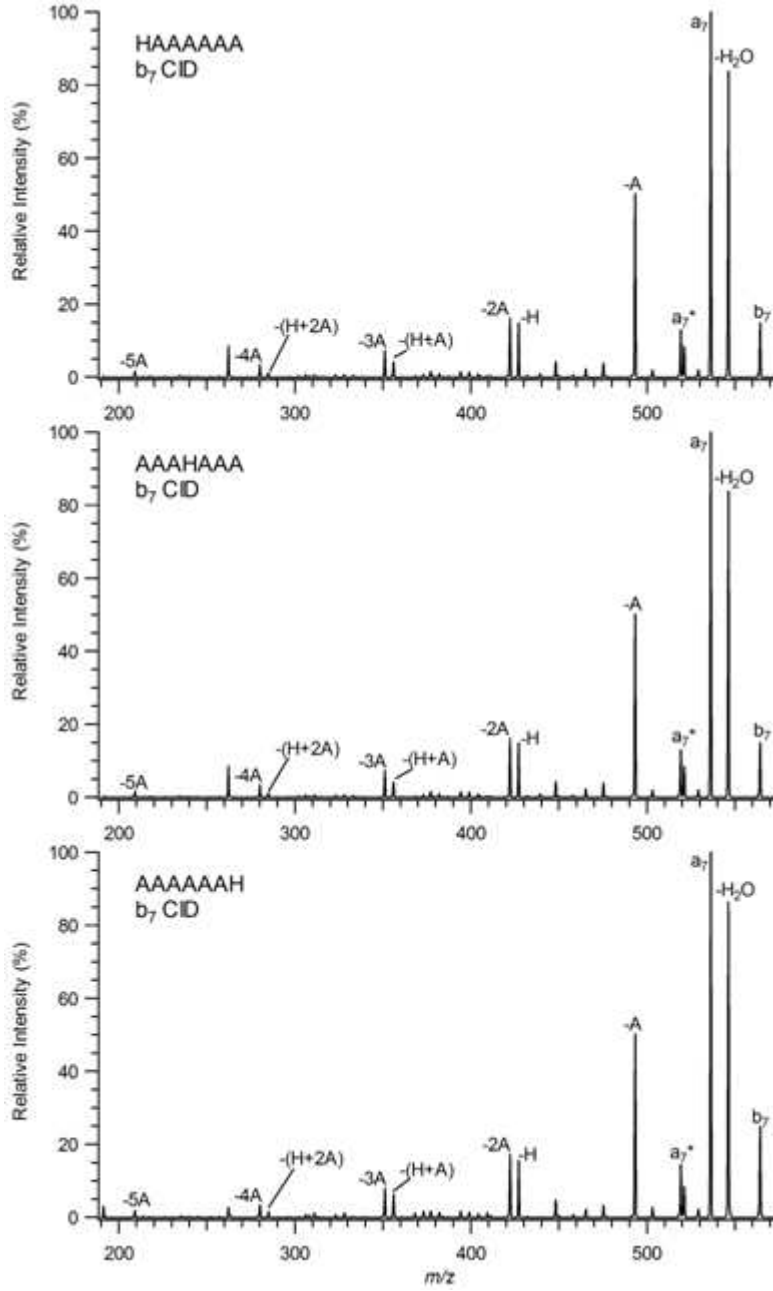 HAAAAAA
b₇ CID
Relative Intensity (%)
100
80
60
40
20
0
-5A
-4A
-(H+2A)
-3A
-(H+A)
-2A
-H
-A
a₇*
a₇
-H₂O
b₇
200
300
400
500
AAAHAAA
b₇ CID
Relative Intensity (%)
100
80
60
40
20
0
-5A
-4A
-(H+2A)
-3A
-(H+A)
-2A
-H
-A
a₇*
a₇
-H₂O
b₇
200
300
400
500
AAAAAAH
b₇ CID
Relative Intensity (%)
100
80
60
40
20
0
-5A
-4A
-(H+2A)
-3A
-(H+A)
-2A
-H
-A
a₇*
a₇
-H₂O
b₇
200
300
400
500
m/z